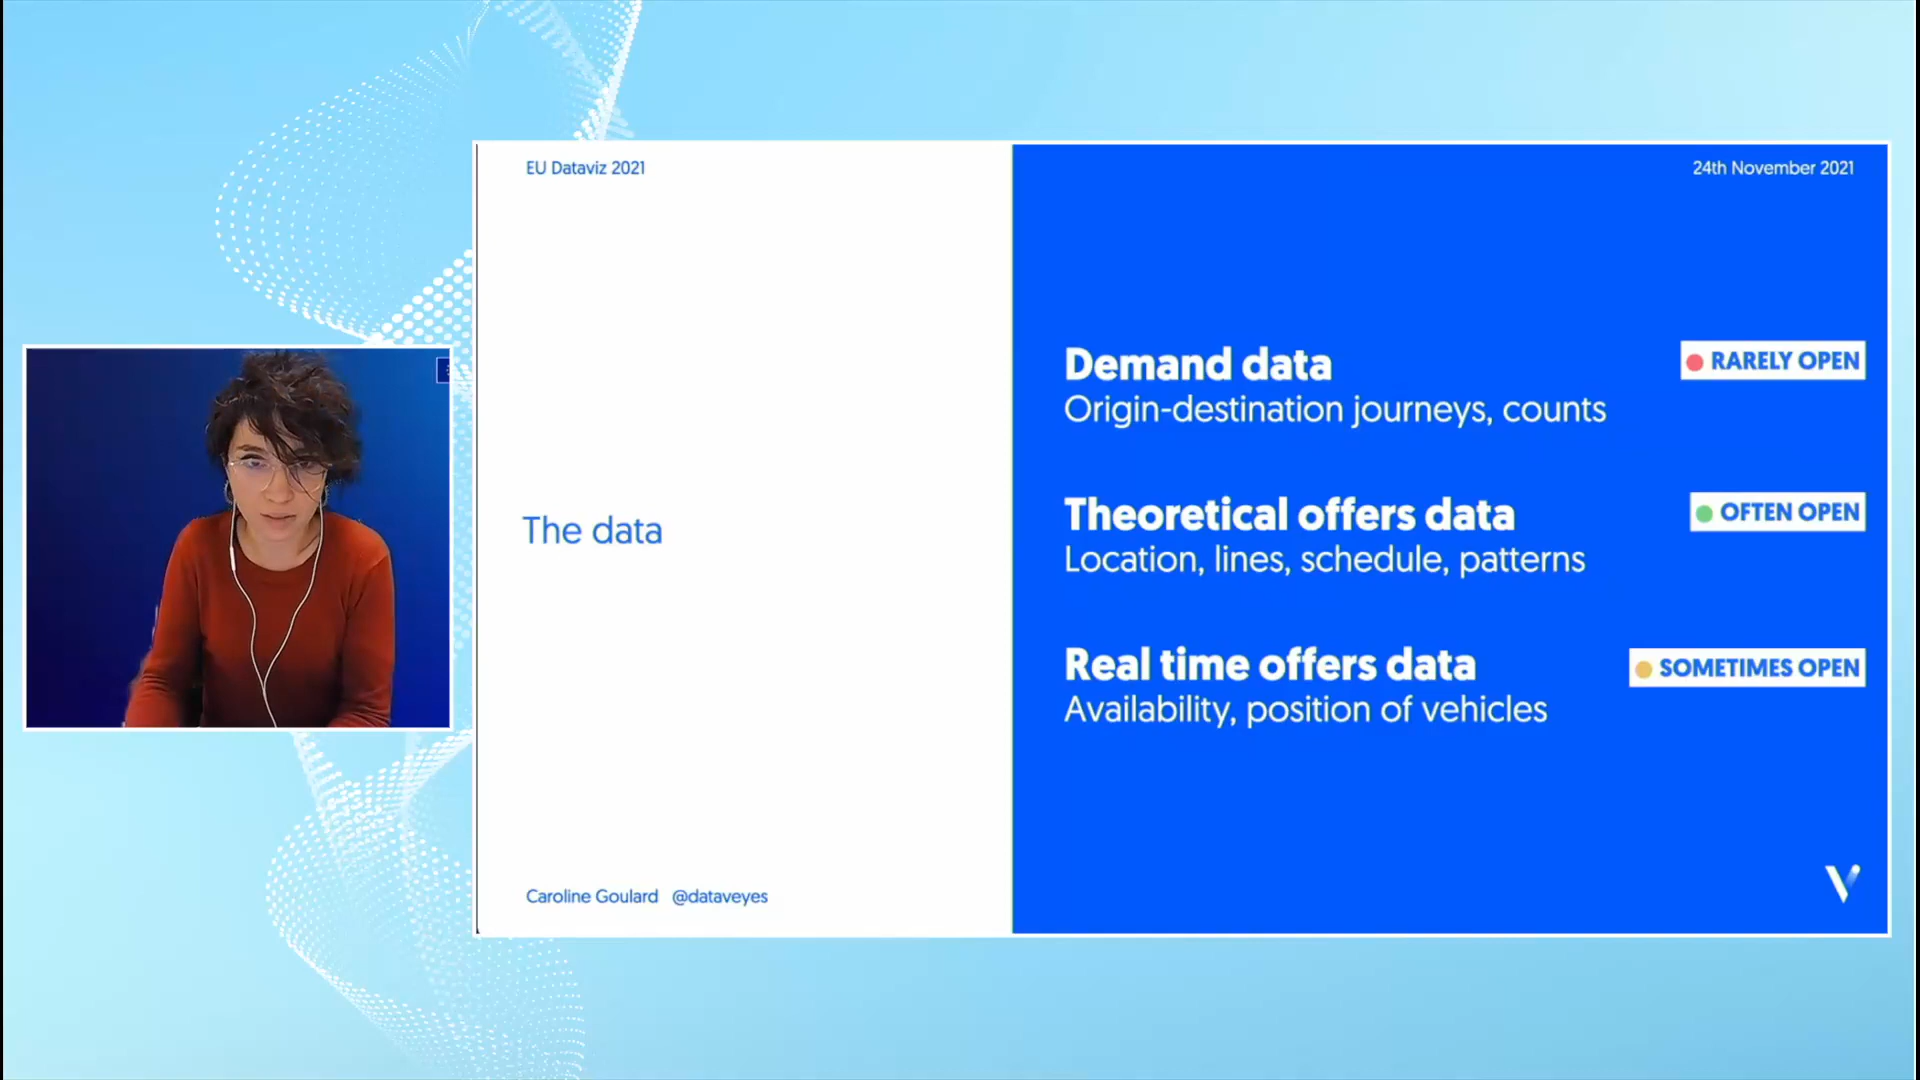 EU Dataviz 2021
24th November 2021
The data
Demand data
RARELY OPEN
Origin-destination journeys, counts
Theoretical offers data
OFTEN OPEN
Location, lines, schedule, patterns
Real time offers data
SOMETIMES OPEN
Availability, position of vehicles
Caroline Goulard @dataveyes